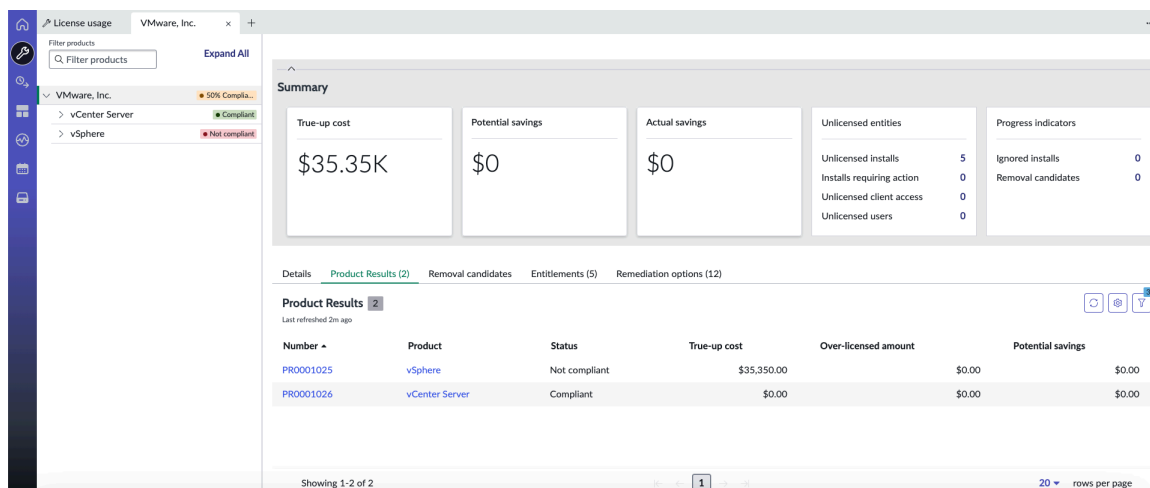 License usage
VMware, Inc.
×
+
Filter products
Filter products
Expand All
VMware, Inc.
50% Complia...
vCenter Server
Compliant
vSphere
Not compliant
Summary
True-up cost
$35.35K
Potential savings
$0
Actual savings
$0
Unlicensed entities
Unlicensed installs 5
Installs requiring action 0
Unlicensed client access 0
Unlicensed users 0
Progress indicators
Ignored installs 0
Removal candidates 0
Details Product Results (2) Removal candidates Entitlements (5) Remediation options (12)
Product Results 2
Last refreshed 2m ago
Number Product Status True-up cost Over-licensed amount Potential savings
PR0001025 vSphere Not compliant $35,350.00 $0.00 $0.00
PR0001026 vCenter Server Compliant $0.00 $0.00 $0.00
Showing 1-2 of 2 1 20 rows per page